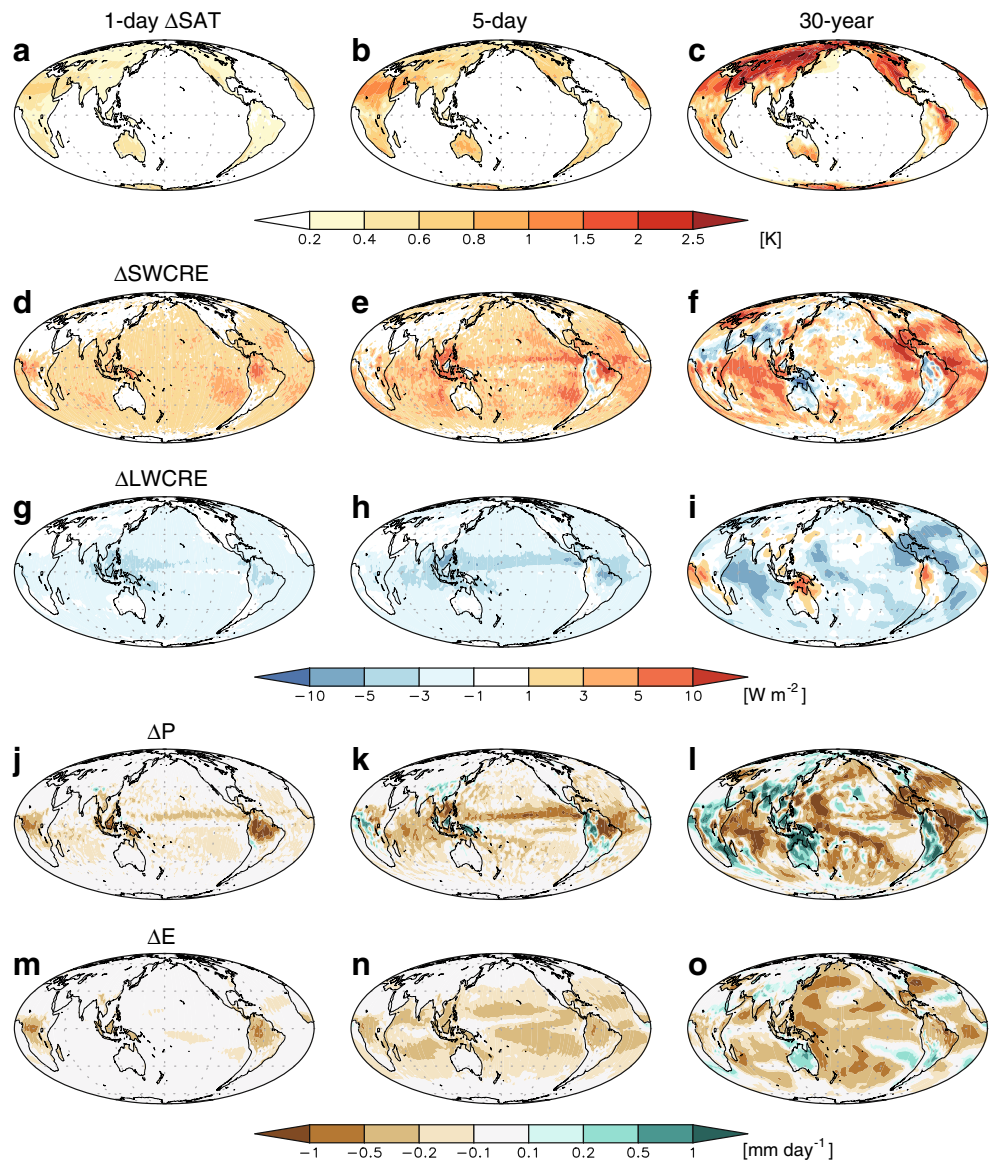 1-day ΔSAT 5-day 30-year
a b c
0.2 0.4 0.6 0.8 1 1.5 2 2.5 [K]
ΔSWCRE
d e f
ΔLWCRE
g h i
−10 −5 −3 −1 1 3 5 10 [W m⁻²]
ΔP
j k l
ΔE
m n o
−1 −0.5 −0.2 −0.1 0.1 0.2 0.5 1 [mm day⁻¹]